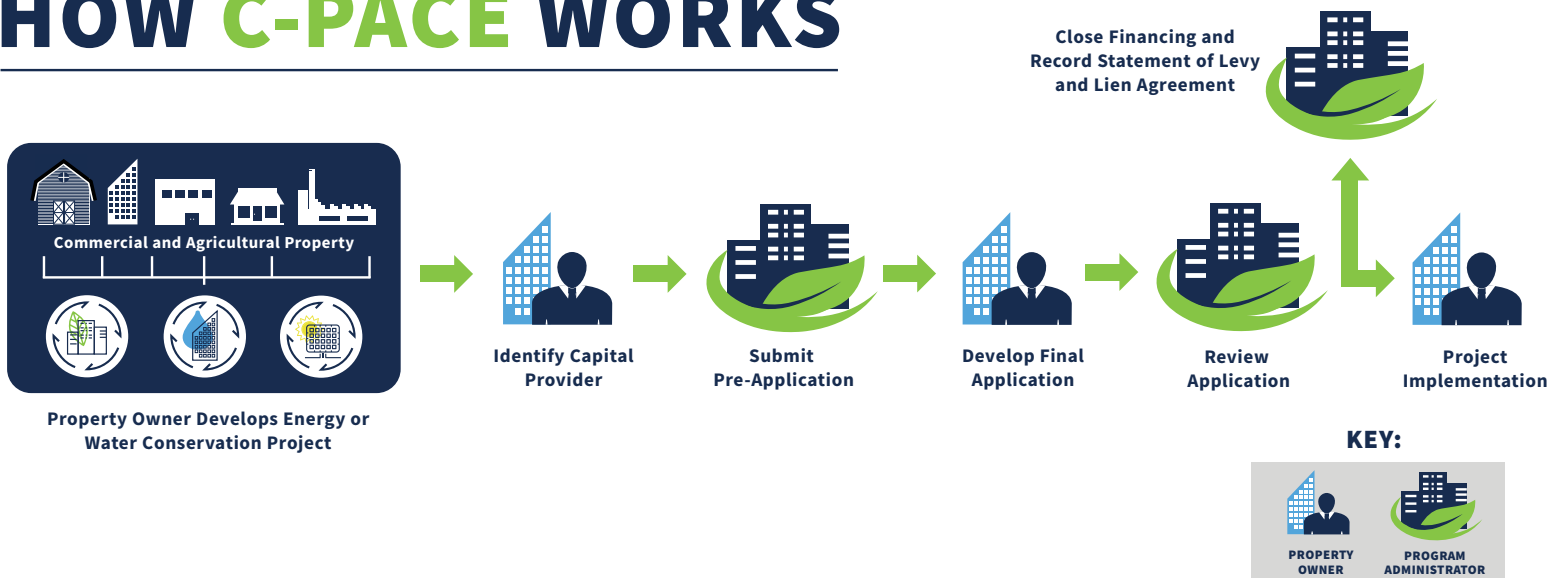 HOW C-PACE WORKS
Close Financing and
Record Statement of Levy
and Lien Agreement
Commercial and Agricultural Property
Property Owner Develops Energy or
Water Conservation Project
Identify Capital
Provider
Submit
Pre-Application
Develop Final
Application
Review
Application
Project
Implementation
KEY:
PROPERTY
OWNER
PROGRAM
ADMINISTRATOR